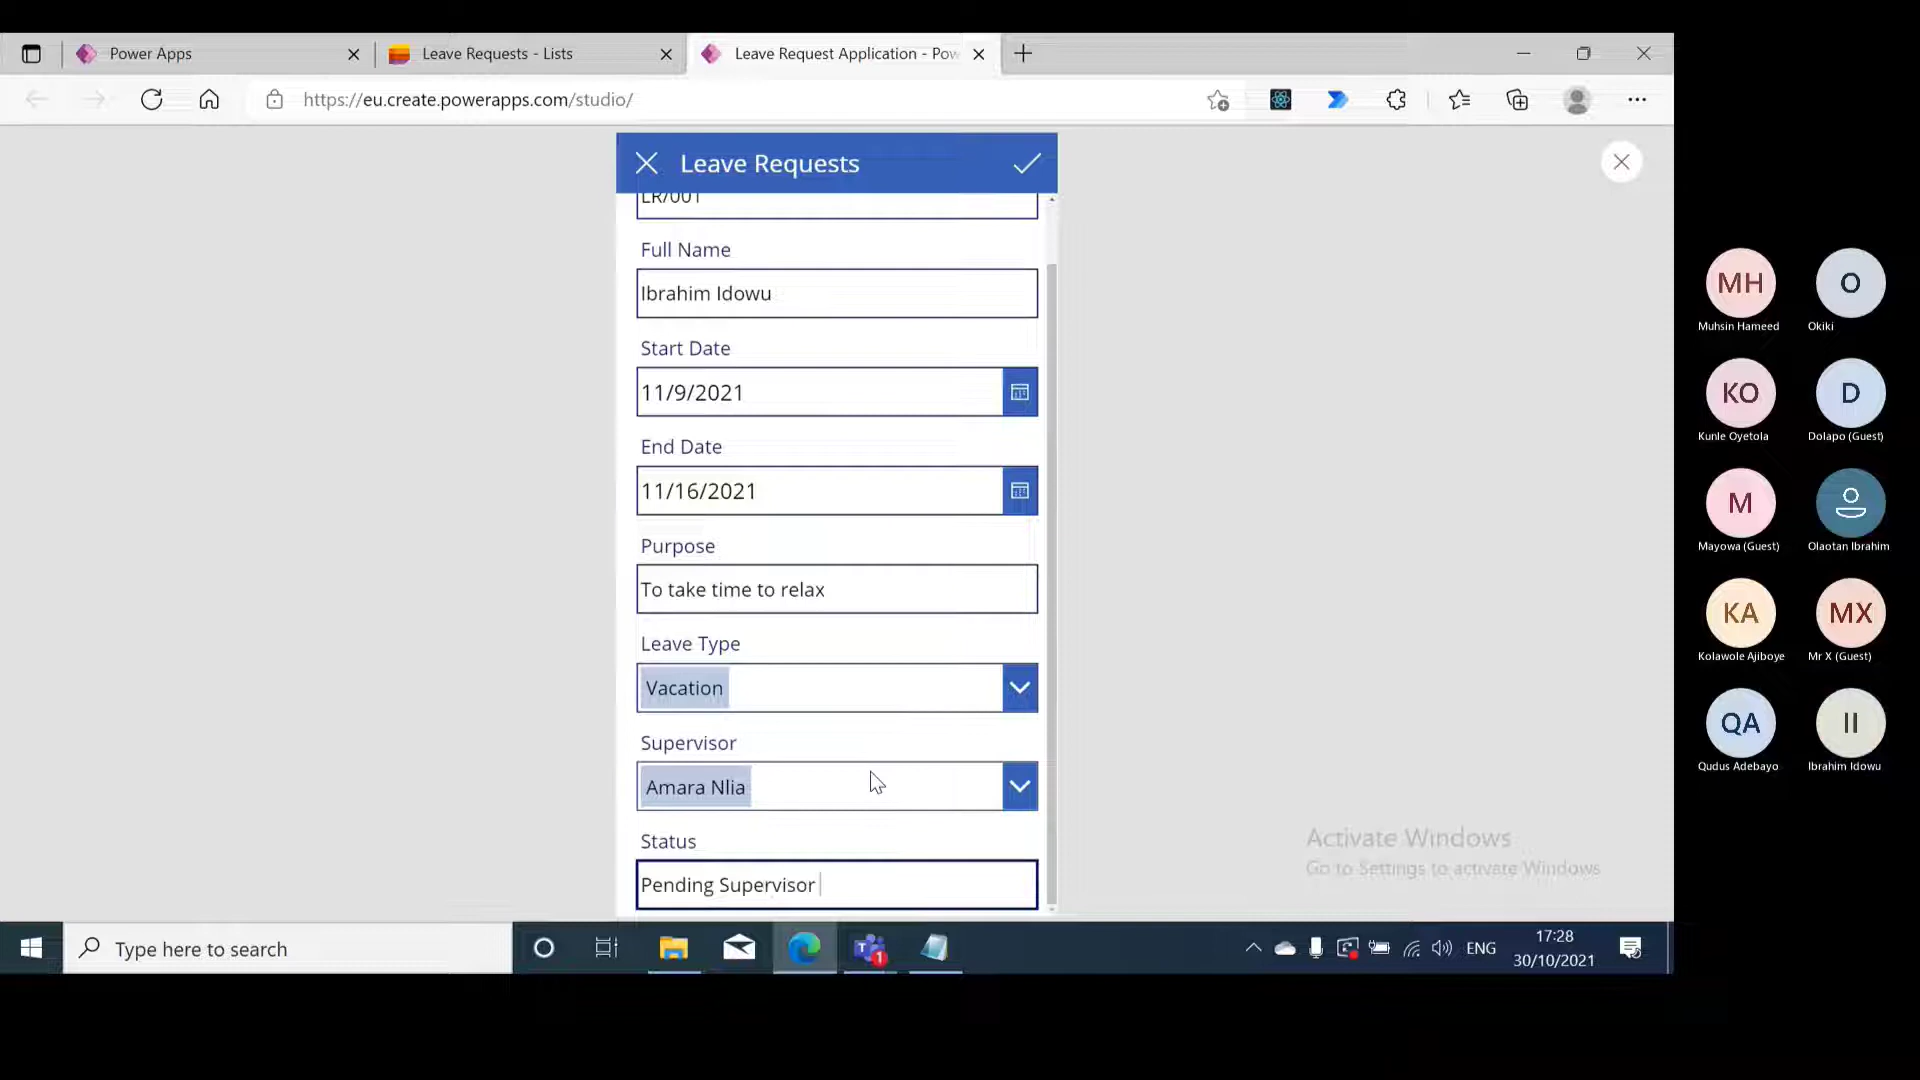 Power Apps
Leave Requests - Lists
Leave Request Application - Pow
https://eu.create.powerapps.com/studio/
Leave Requests
LR/001
Full Name
Ibrahim Idowu
Start Date
11/9/2021
End Date
11/16/2021
Purpose
To take time to relax
Leave Type
Vacation
Supervisor
Amara Nlia
Status
Pending Supervisor
Activate Windows
Go to Settings to activate Windows
MH
Muhsin Hameed
O
Okiki
KO
Kunle Oyetola
D
Dolapo (Guest)
M
Mayowa (Guest)
Olaotan Ibrahim
KA
Kolawole Ajiboye
MX
Mr X (Guest)
QA
Qudus Adebayo
II
Ibrahim Idowu
Type here to search
1
ENG
17:28
30/10/2021